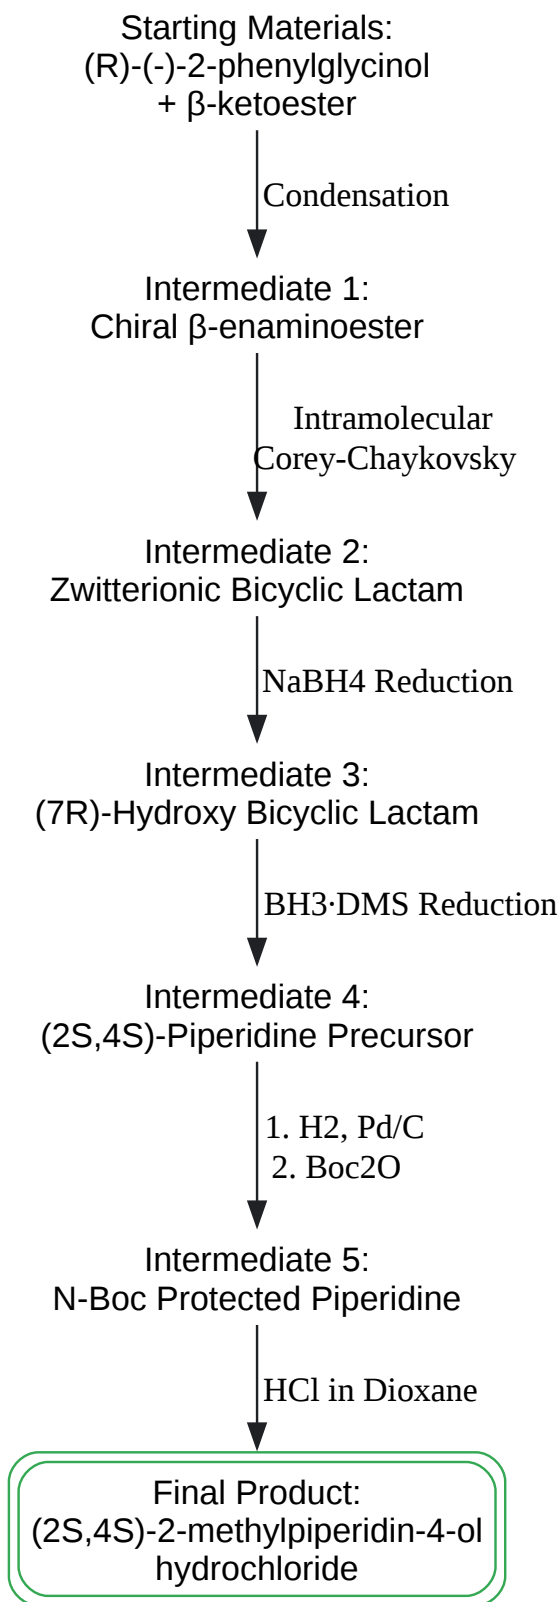 Starting Materials:
(R)-(-)-2-phenylglycinol
+ β-ketoester
Condensation
Intermediate 1:
Chiral β-enaminoester
Intramolecular
Corey-Chaykovsky
Intermediate 2:
Zwitterionic Bicyclic Lactam
NaBH4 Reduction
Intermediate 3:
(7R)-Hydroxy Bicyclic Lactam
BH3·DMS Reduction
Intermediate 4:
(2S,4S)-Piperidine Precursor
1. H2, Pd/C
2. Boc2O
Intermediate 5:
N-Boc Protected Piperidine
HCl in Dioxane
Final Product:
(2S,4S)-2-methylpiperidin-4-ol
hydrochloride